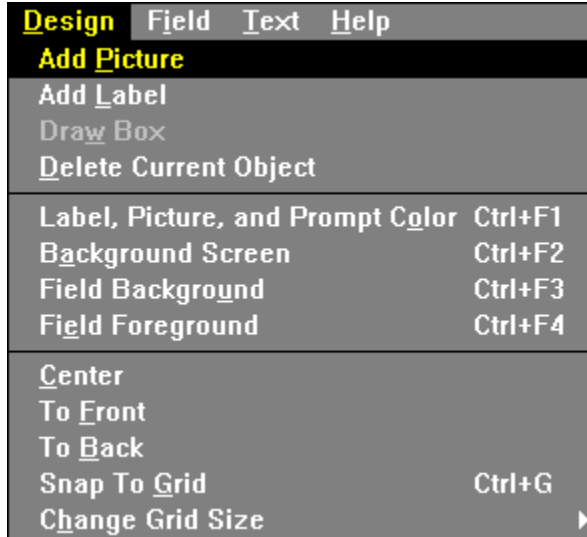 Design Field Text Help
Add Picture
Add Label
Draw Box
Delete Current Object
Label, Picture, and Prompt Color Ctrl+F1
Background Screen Ctrl+F2
Field Background Ctrl+F3
Field Foreground Ctrl+F4
Center
To Front
To Back
Snap To Grid Ctrl+G
Change Grid Size